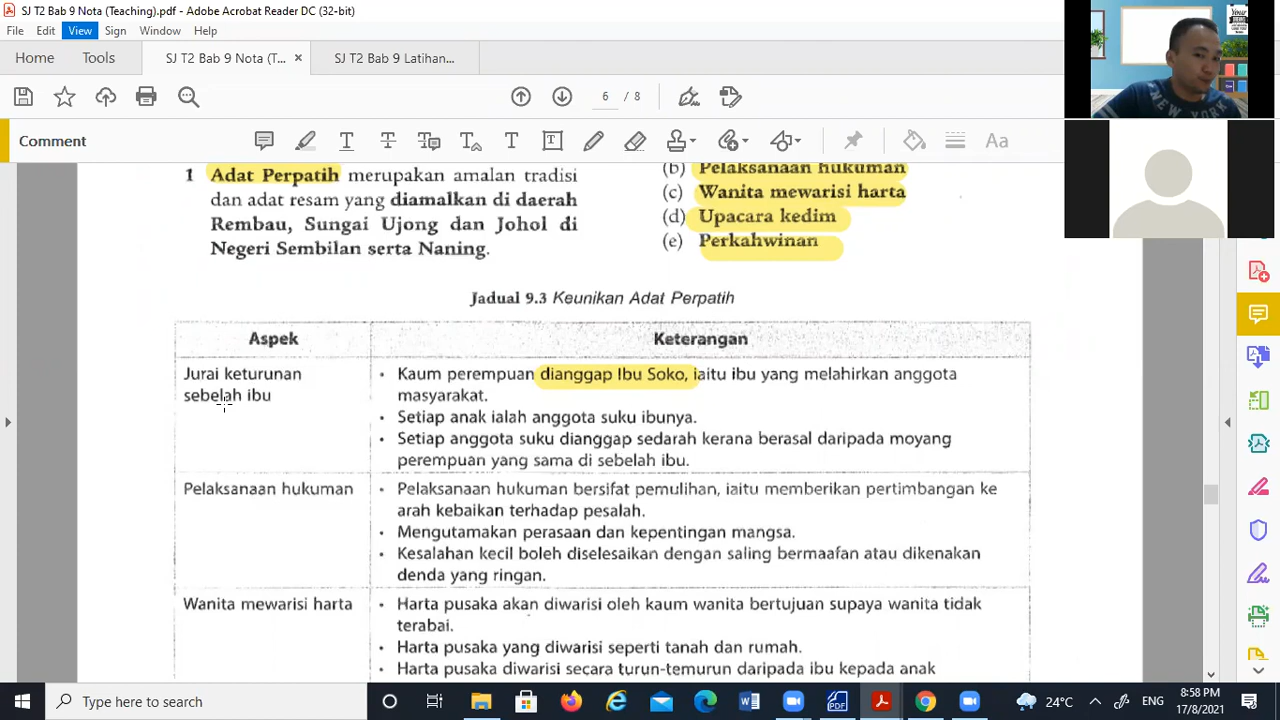 SJ T2 Bab 9 Nota (Teaching).pdf - Adobe Acrobat Reader DC (32-bit)
File Edit View Sign Window Help
Home Tools SJ T2 Bab 9 Nota (T... × SJ T2 Bab 9 Latihan...
6 / 8
Comment
Aa
1 Adat Perpatih merupakan amalan tradisi
dan adat resam yang diamalkan di daerah
Rembau, Sungai Ujong dan Johol di
Negeri Sembilan serta Naning.
(b) Pelaksanaan hukuman
(c) Wanita mewarisi harta
(d) Upacara kedim
(e) Perkahwinan
Jadual 9.3 Keunikan Adat Perpatih
Aspek Keterangan
Jurai keturunan
sebelah ibu
• Kaum perempuan dianggap Ibu Soko, iaitu ibu yang melahirkan anggota
masyarakat.
• Setiap anak ialah anggota suku ibunya.
• Setiap anggota suku dianggap sedarah kerana berasal daripada moyang
perempuan yang sama di sebelah ibu.
Pelaksanaan hukuman
• Pelaksanaan hukuman bersifat pemulihan, iaitu memberikan pertimbangan ke
arah kebaikan terhadap pesalah.
• Mengutamakan perasaan dan kepentingan mangsa.
• Kesalahan kecil boleh diselesaikan dengan saling bermaafan atau dikenakan
denda yang ringan.
Wanita mewarisi harta
• Harta pusaka akan diwarisi oleh kaum wanita bertujuan supaya wanita tidak
terabai.
• Harta pusaka yang diwarisi seperti tanah dan rumah.
• Harta pusaka diwarisi secara turun-temurun daripada ibu kepada anak
NEW YORK
Type here to search
24°C ENG
8:58 PM
17/8/2021